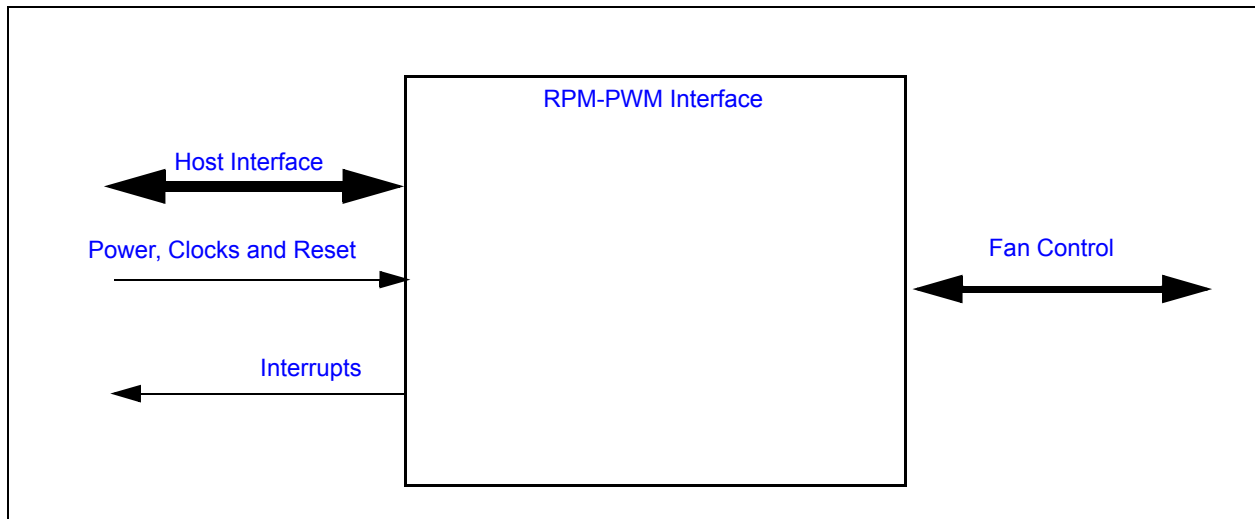 RPM-PWM Interface
Host Interface
Power, Clocks and Reset
Fan Control
Interrupts